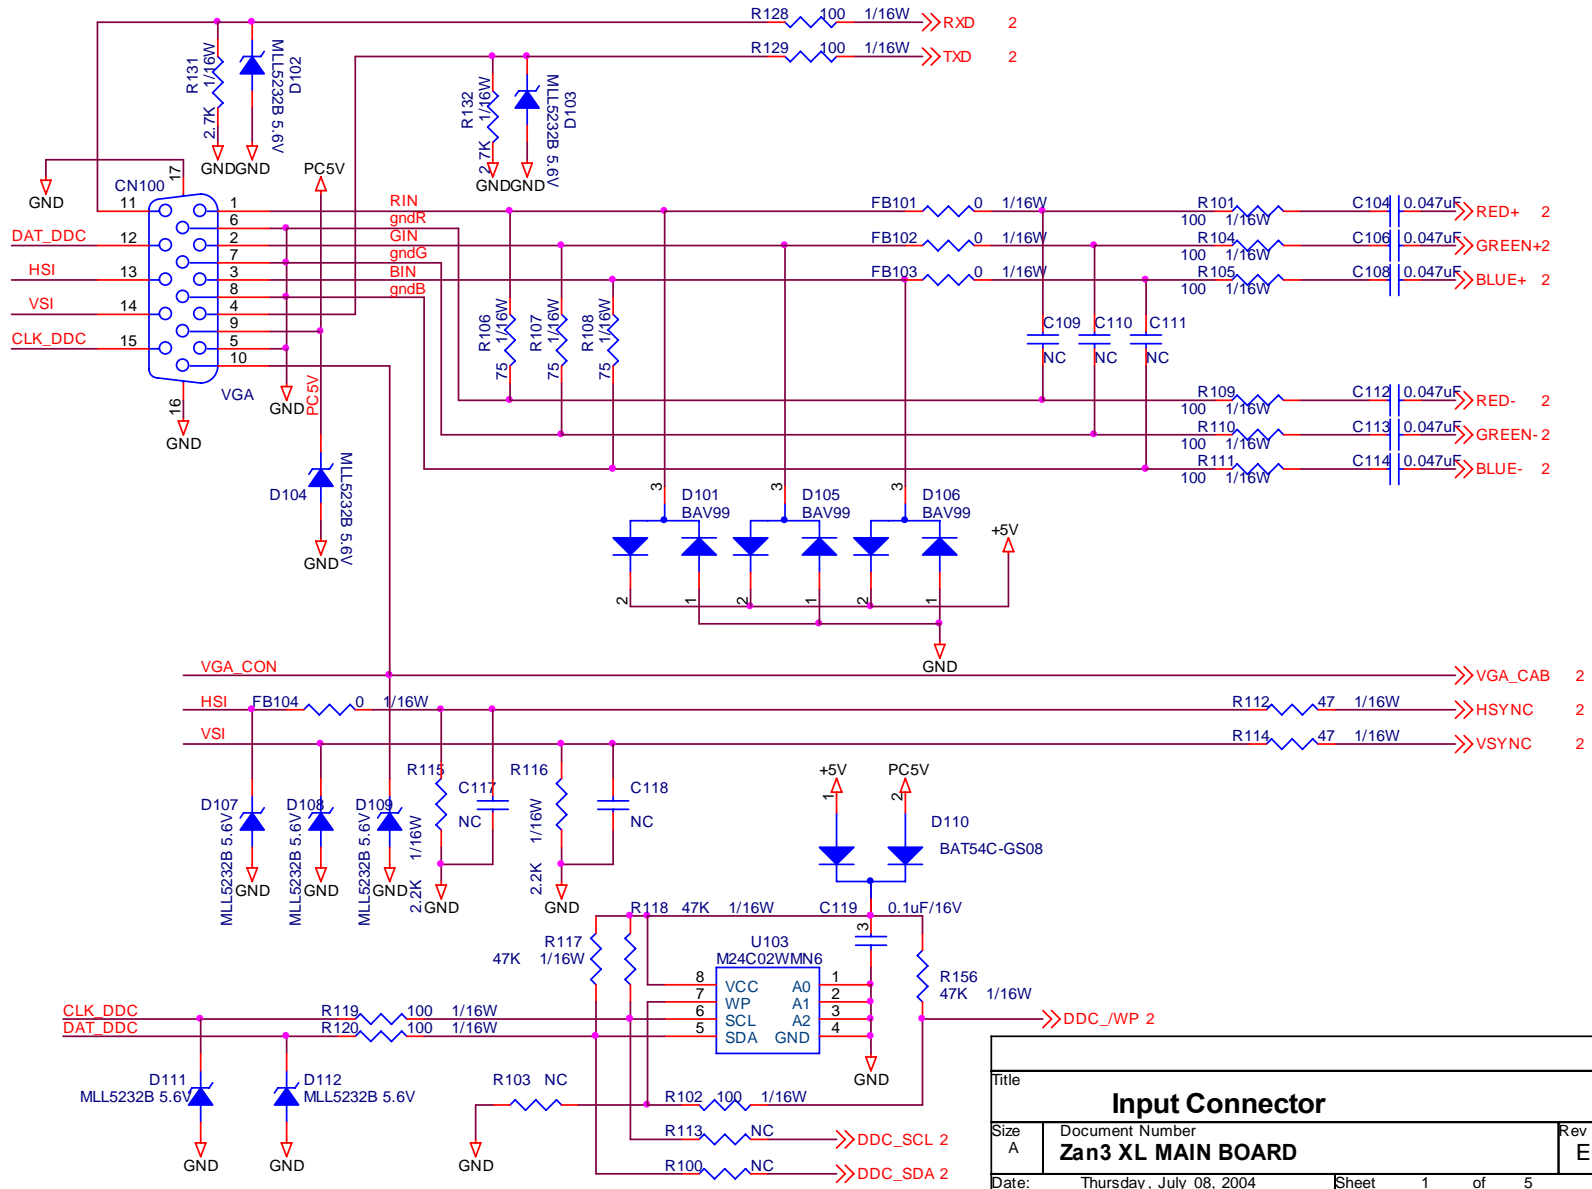 R128 100 1/16W RXD 2
R129 100 1/16W TXD 2
R131 1/16W 2.7K
D102 MLL5232B 5.6V
R132 1/16W 2.7K
D103 MLL5232B 5.6V
GND GND
GND GND
GND
PC5V
CN100
17
11
DAT_DDC 12
HSI 13
VSI 14
CLK_DDC 15
16
GND
VGA
1 RIN
6 gndR
2 GIN
7 gndG
3 BIN
8 gndB
4
9
5
10
GND
PC5V
D104 MLL5232B 5.6V
GND
FB101 0 1/16W
FB102 0 1/16W
FB103 0 1/16W
R101 100 1/16W C104 0.047uF RED+ 2
R104 100 1/16W C106 0.047uF GREEN+ 2
R105 100 1/16W C108 0.047uF BLUE+ 2
R106 75 1/16W
R107 75 1/16W
R108 75 1/16W
C109 NC
C110 NC
C111 NC
R109 100 1/16W C112 0.047uF RED- 2
R110 100 1/16W C113 0.047uF GREEN- 2
R111 100 1/16W C114 0.047uF BLUE- 2
3 D101 BAV99
3 D105 BAV99
3 D106 BAV99
+5V
2 1 2 1 2 1
GND
VGA_CON VGA_CAB 2
HSI FB104 0 1/16W R112 47 1/16W HSYNC 2
VSI R114 47 1/16W VSYNC 2
D107 MLL5232B 5.6V
D108 MLL5232B 5.6V
D109 MLL5232B 5.6V
GND GND GND
R115 2.2K 1/16W
C117 NC
GND
R116 2.2K 1/16W
C118 NC
GND
+5V PC5V
1 2
D110
BAT54C-GS08
3
R118 47K 1/16W
C119 0.1uF/16V
R117 47K 1/16W
U103
M24C02WMN6
8 VCC A0 1
7 WP A1 2
6 SCL A2 3
5 SDA GND 4
R156
47K 1/16W
DDC_/WP 2
GND
CLK_DDC R119 100 1/16W
DAT_DDC R120 100 1/16W
D111
MLL5232B 5.6V
D112
MLL5232B 5.6V
GND GND
R103 NC
GND
R102 100 1/16W
R113 NC DDC_SCL 2
R100 NC DDC_SDA 2
Title
Input Connector
Size Document Number Rev
A Zan3 XL MAIN BOARD E
Date: Thursday, July 08, 2004 Sheet 1 of 5